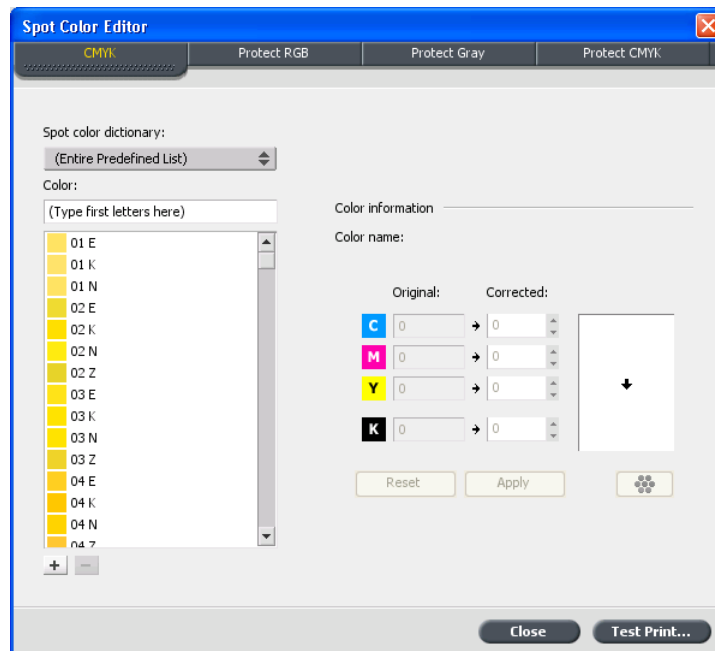 Spot Color Editor
CMYK Protect RGB Protect Gray Protect CMYK
Spot color dictionary:
(Entire Predefined List)
Color:
(Type first letters here)
01 E
01 K
01 N
02 E
02 K
02 N
02 Z
03 E
03 K
03 N
03 Z
04 E
04 K
04 N
04 Z
+ −
Color information
Color name:
Original: Corrected:
C 0 → 0
M 0 → 0
Y 0 → 0
K 0 → 0
Reset Apply
Close Test Print...